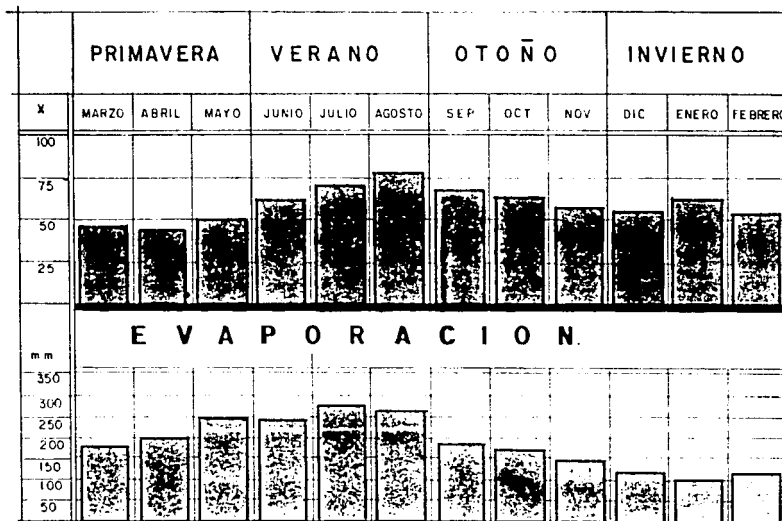 PRIMAVERA VERANO OTOÑO INVIERNO
X MARZO ABRIL MAYO JUNIO JULIO AGOSTO SEP OCT NOV DIC ENERO FEBRERO
100
75
50
25
EVAPORACION.
mm
350
300
250
200
150
100
50